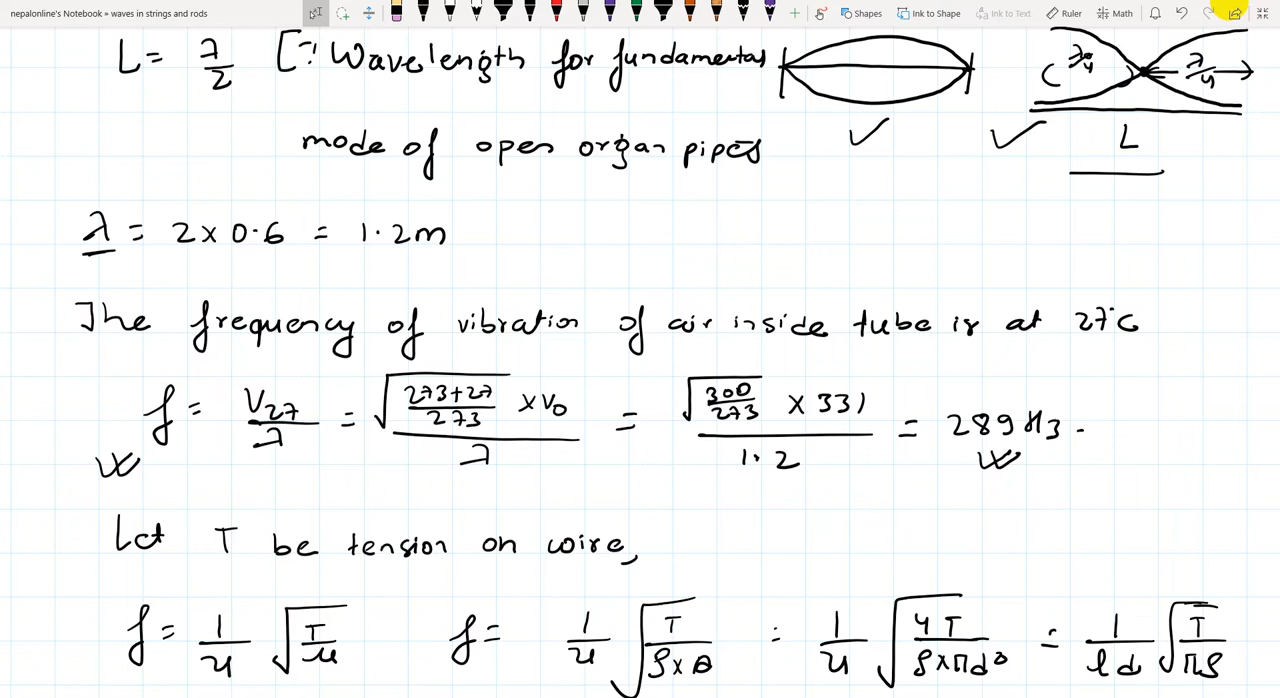 nepalonline's Notebook » waves in strings and rods
Shapes Ink to Shape Ink to Text Ruler Math
L = λ/2 [∵ Wavelength for fundamental
λ/4 λ/4
mode of open organ pipes
L
λ = 2 x 0.6 = 1.2m
The frequency of vibration of air inside tube is at 27°C
f = V27/λ = √((273+27)/273) x V0 / λ = √(300/273) x 331 / 1.2 = 289 Hz.
Let T be tension on wire,
f = 1/2l √(T/μ) f = 1/2l √(T/(ρxA)) = 1/2l √(4T/(ρxπd²)) = 1/ld √(T/πρ)